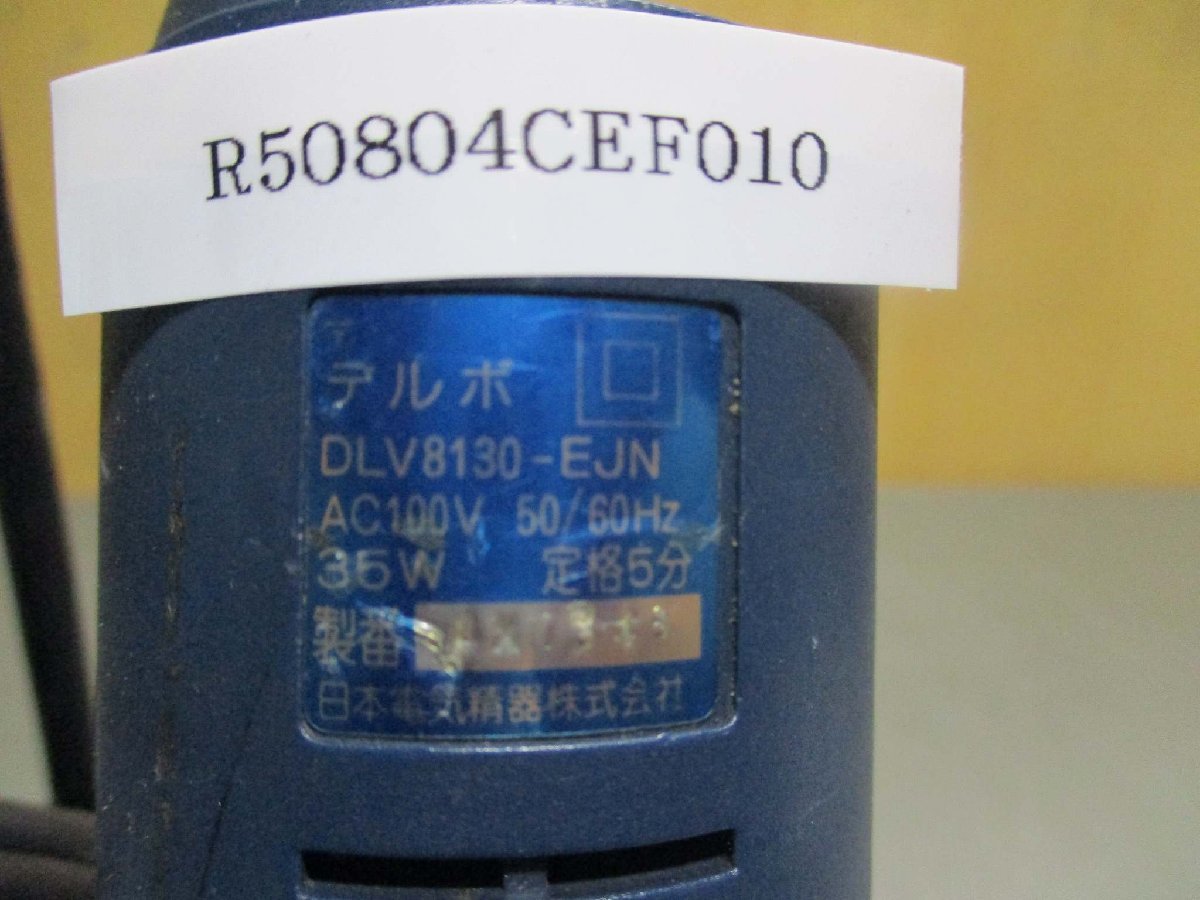 R50804CEF010
デルボ
DLV8130-EJN
AC100V 50/60Hz
35W 定格5分
製番
日本電気精器株式会社